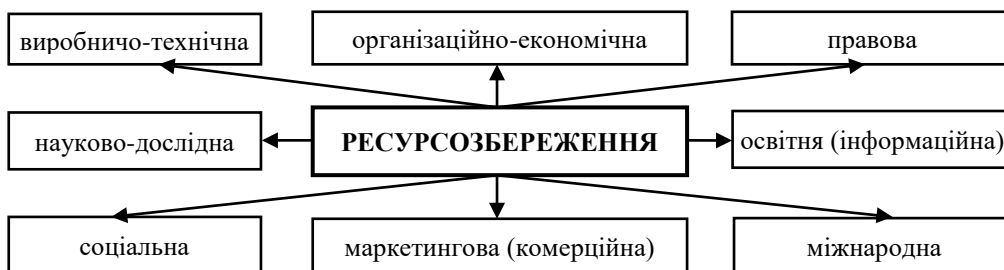 виробничо-технічна
організаційно-економічна
правова
науково-дослідна
РЕСУРСОЗБЕРЕЖЕННЯ
освітня (інформаційна)
соціальна
маркетингова (комерційна)
міжнародна